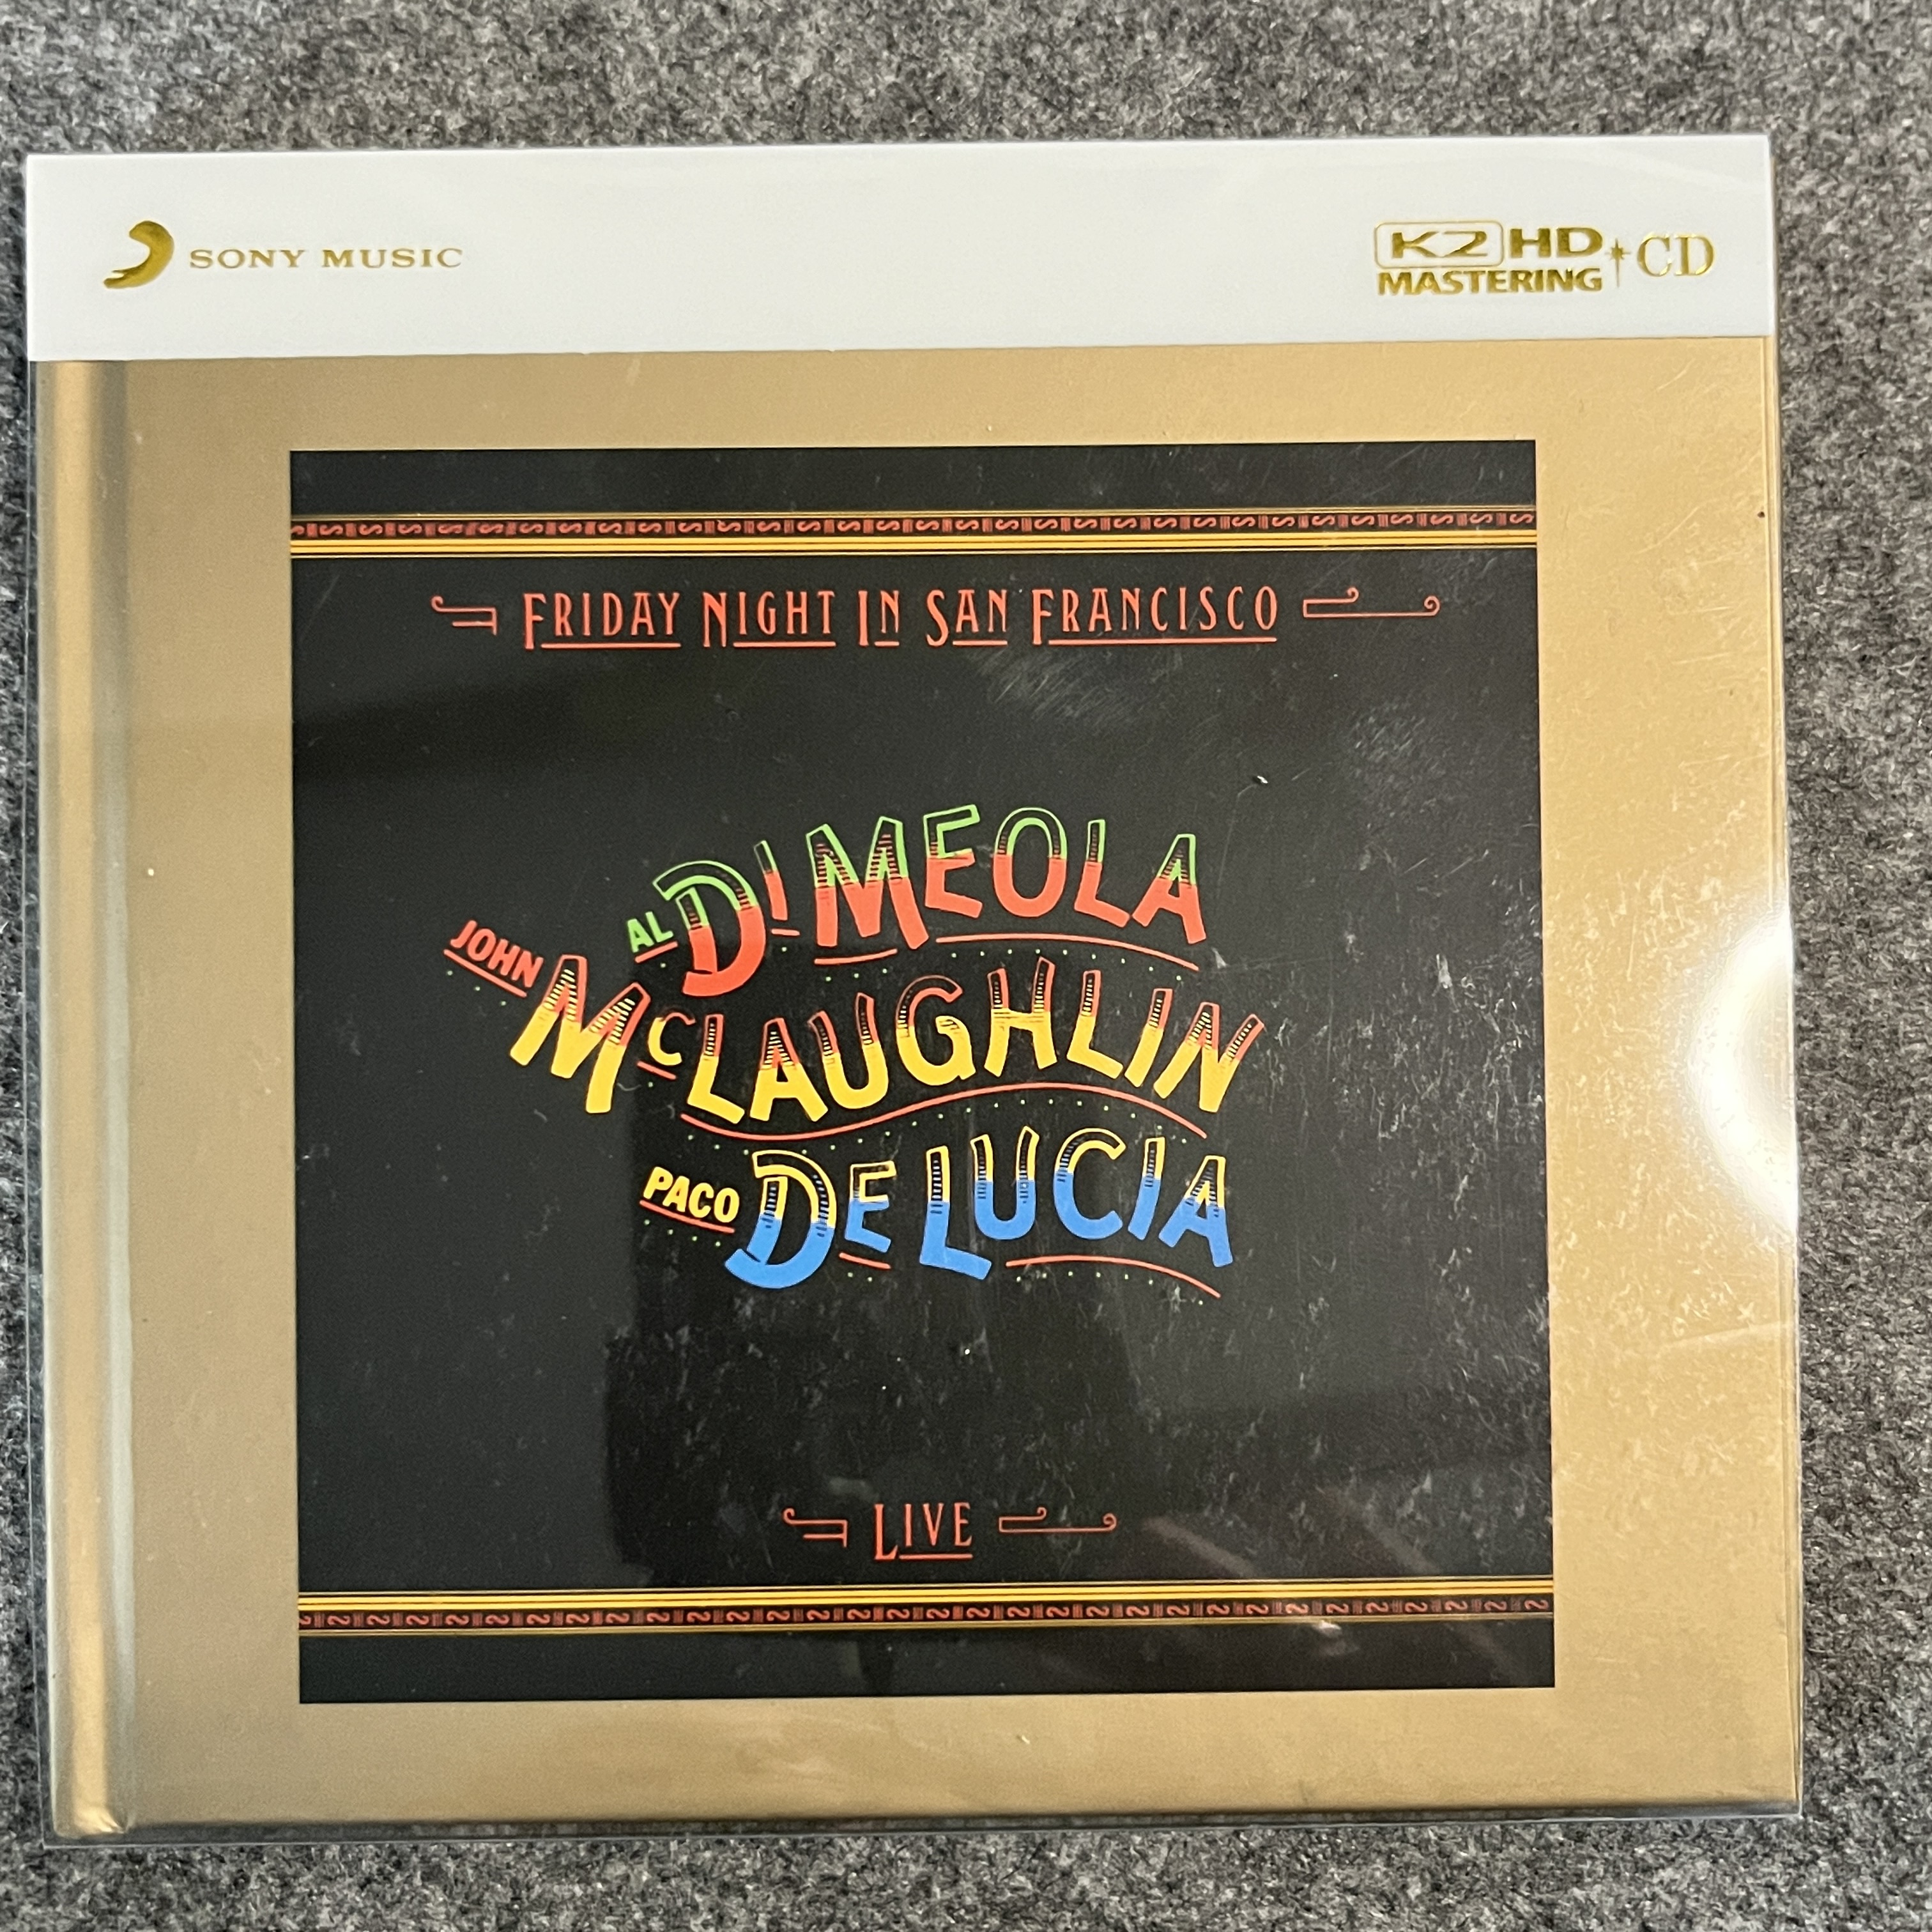 SONY MUSIC
K2 HD
MASTERING
+CD
FRIDAY NIGHT IN SAN FRANCISCO
AL DI MEOLA
JOHN McLAUGHLIN
PACO DE LUCIA
LIVE